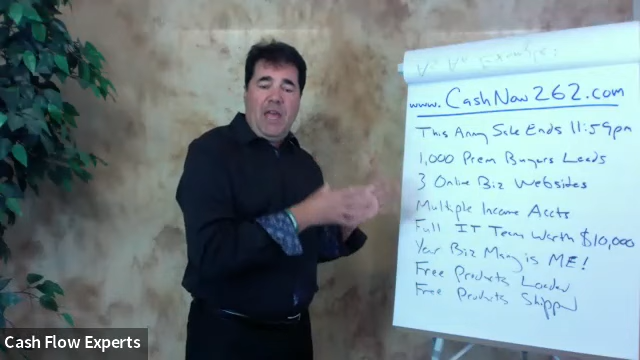 www.CashNow262.com
This Army Sale Ends 11:59pm
1,000 Prem Buyers Leads
3 Online Biz Websites
Multiple Income Accts
Full IT Team Worth $10,000
Your Biz Mang is ME!
Free Products Loaded
Free Products Shipped
Cash Flow Experts